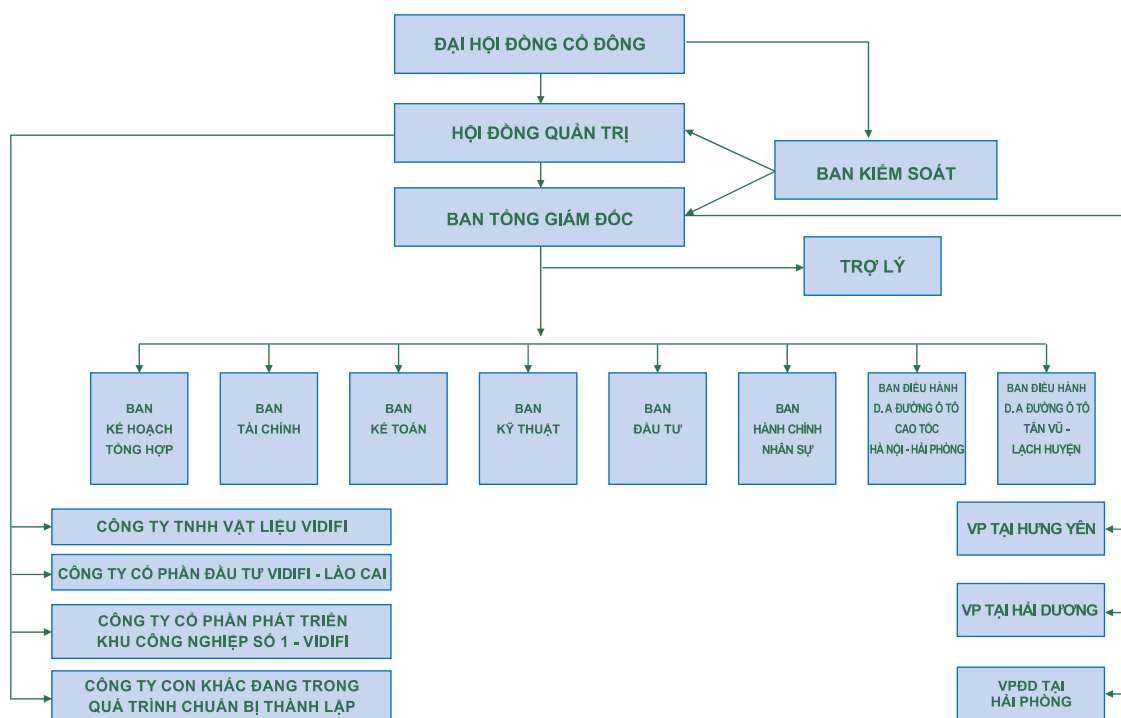 ĐẠI HỘI ĐỒNG CỔ ĐÔNG
HỘI ĐỒNG QUẢN TRỊ
BAN KIỂM SOÁT
BAN TỔNG GIÁM ĐỐC
TRỢ LÝ
BAN
KẾ HOẠCH
TỔNG HỢP
BAN
TÀI CHÍNH
BAN
KẾ TOÁN
BAN
KỸ THUẬT
BAN
ĐẦU TƯ
BAN
HÀNH CHÍNH
NHÂN SỰ
BAN ĐIỀU HÀNH
D.A ĐƯỜNG Ô TÔ
CAO TỐC
HÀ NỘI - HẢI PHÒNG
BAN ĐIỀU HÀNH
D.A ĐƯỜNG Ô TÔ
TÂN VŨ -
LẠCH HUYỆN
CÔNG TY TNHH VẬT LIỆU VIDIFI
CÔNG TY CỔ PHẦN ĐẦU TƯ VIDIFI - LÀO CAI
CÔNG TY CỔ PHẦN PHÁT TRIỂN
KHU CÔNG NGHIỆP SỐ 1 - VIDIFI
CÔNG TY CON KHÁC ĐANG TRONG
QUÁ TRÌNH CHUẨN BỊ THÀNH LẬP
VP TẠI HƯNG YÊN
VP TẠI HẢI DƯƠNG
VPĐD TẠI
HẢI PHÒNG